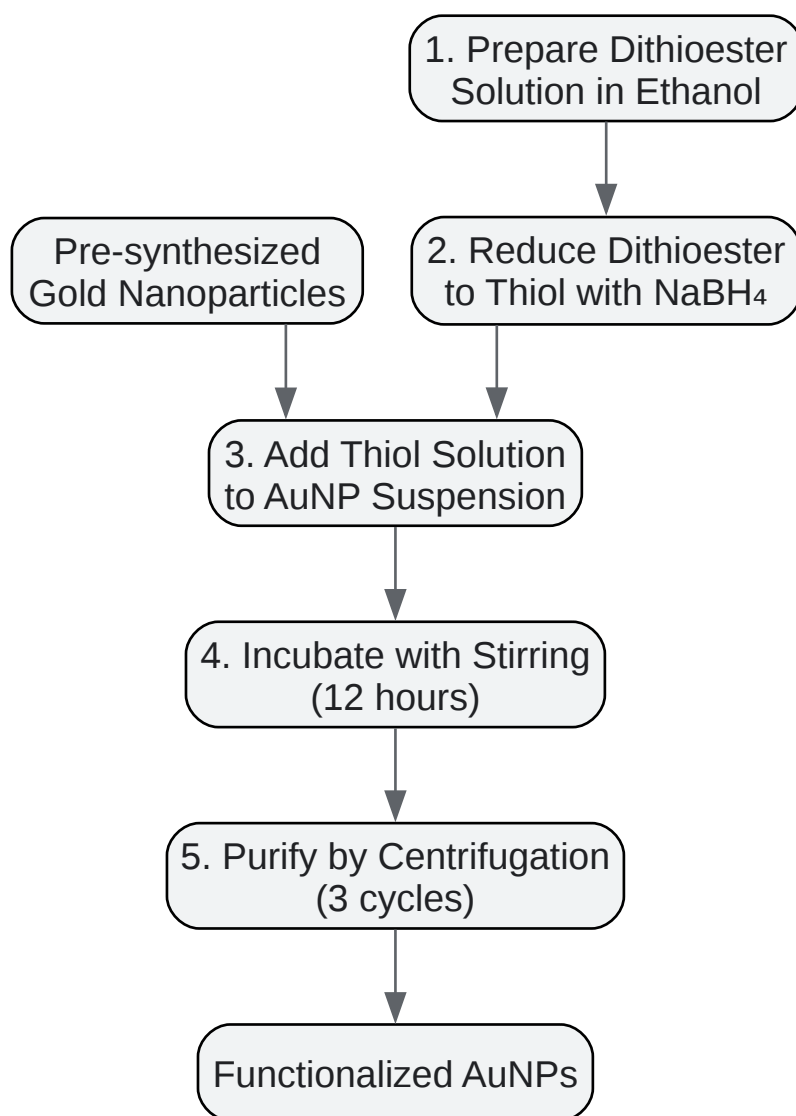 1. Prepare Dithioester
Solution in Ethanol
Pre-synthesized
Gold Nanoparticles
2. Reduce Dithioester
to Thiol with NaBH₄
3. Add Thiol Solution
to AuNP Suspension
4. Incubate with Stirring
(12 hours)
5. Purify by Centrifugation
(3 cycles)
Functionalized AuNPs